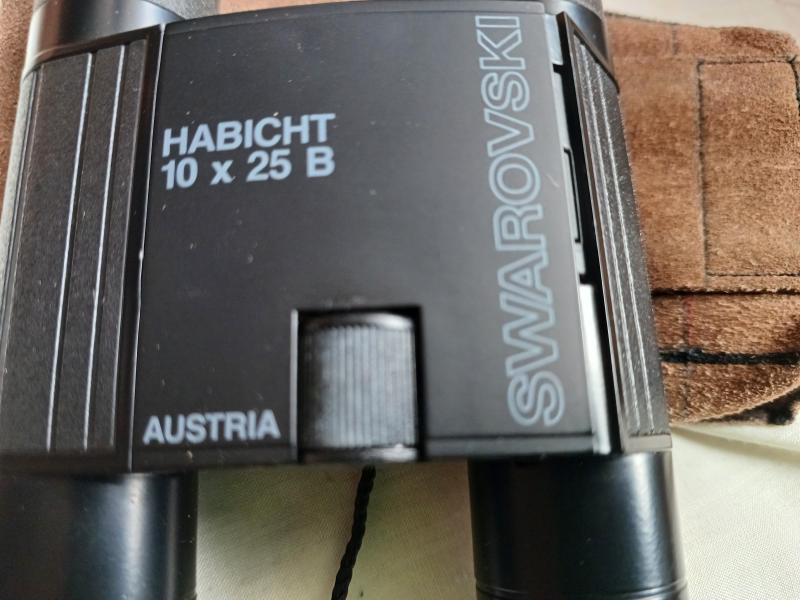 HABICHT
10 x 25 B
SWAROVSKI
AUSTRIA